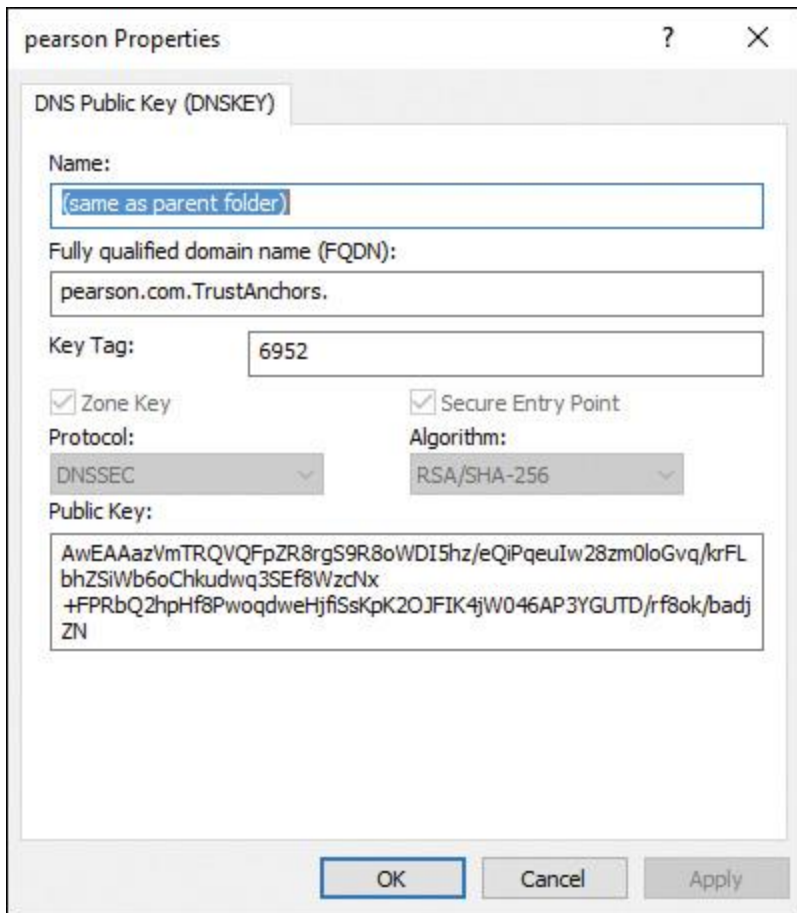 pearson Properties ?
DNS Public Key (DNSKEY)
Name:
(same as parent folder)
Fully qualified domain name (FQDN):
pearson.com.TrustAnchors.
Key Tag: 6952
Zone Key Secure Entry Point
Protocol: Algorithm:
DNSSEC RSA/SHA-256
Public Key:
AwEAAazVmTRQVQFpZR8rgS9R8oWDI5hz/eQiPqeuIw28zm0loGvq/krFL
bhZSiWb6oChkudwq3SEf8WzcNx
+FPRbQ2hpHf8PwoqdweHjfiSsKpK2OJFIK4jW046AP3YGUTD/rf8ok/badj
ZN
OK Cancel Apply